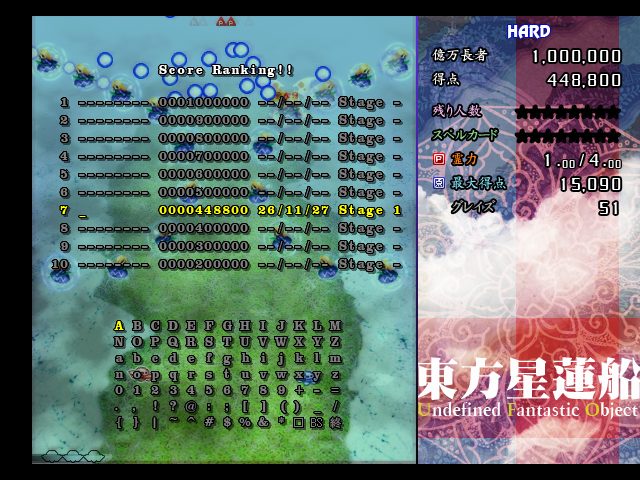 Score Ranking!!
1 -------- 0001000000 --/--/-- Stage -
2 -------- 0000900000 --/--/-- Stage -
3 -------- 0000800000 --/--/-- Stage -
4 -------- 0000700000 --/--/-- Stage -
5 -------- 0000600000 --/--/-- Stage -
6 -------- 0000500000 --/--/-- Stage -
7 _ 0000448800 26/11/27 Stage 1
8 -------- 0000400000 --/--/-- Stage -
9 -------- 0000300000 --/--/-- Stage -
10 -------- 0000200000 --/--/-- Stage -
A B C D E F G H I J K L M
N O P Q R S T U V W X Y Z
a b c d e f g h i j k l m
n o p q r s t u v w x y z
0 1 2 3 4 5 6 7 8 9 + - =
. , ! ? @ : ; [ ] ( ) _ /
{ } | ~ ^ # $ % & * □ BS 終
HARD
億万長者 1,000,000
得点 448,800
残り人数 ★★★★★★★★
スペルカード ★★★★★★★★
P 霊力 1.00/4.00
点 最大得点 15,090
グレイズ 51
東方星蓮船
Undefined Fantastic Object